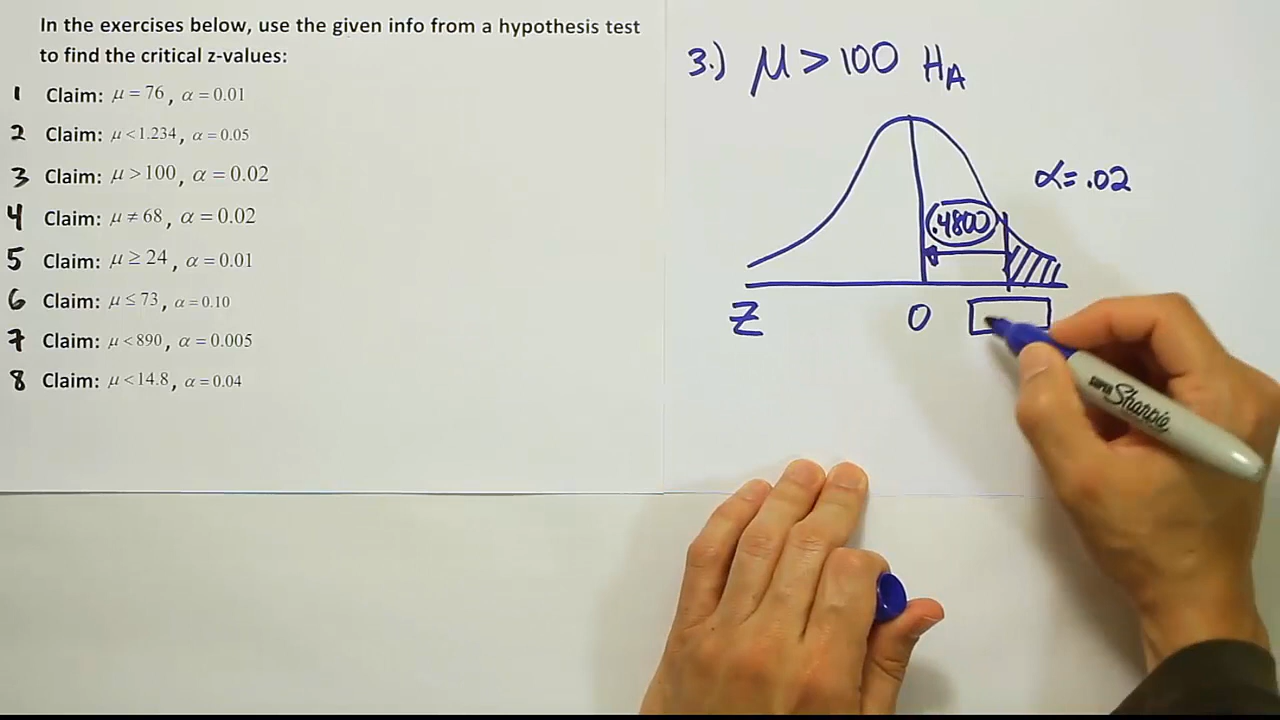 In the exercises below, use the given info from a hypothesis test
to find the critical z-values:
1 Claim: μ = 76, α = 0.01
2 Claim: μ < 1.234, α = 0.05
3 Claim: μ > 100, α = 0.02
4 Claim: μ ≠ 68, α = 0.02
5 Claim: μ ≥ 24, α = 0.01
6 Claim: μ ≤ 73, α = 0.10
7 Claim: μ < 890, α = 0.005
8 Claim: μ < 14.8, α = 0.04
3.) μ > 100 HA
α = .02
.4800
Z 0
SUPER Sharpie